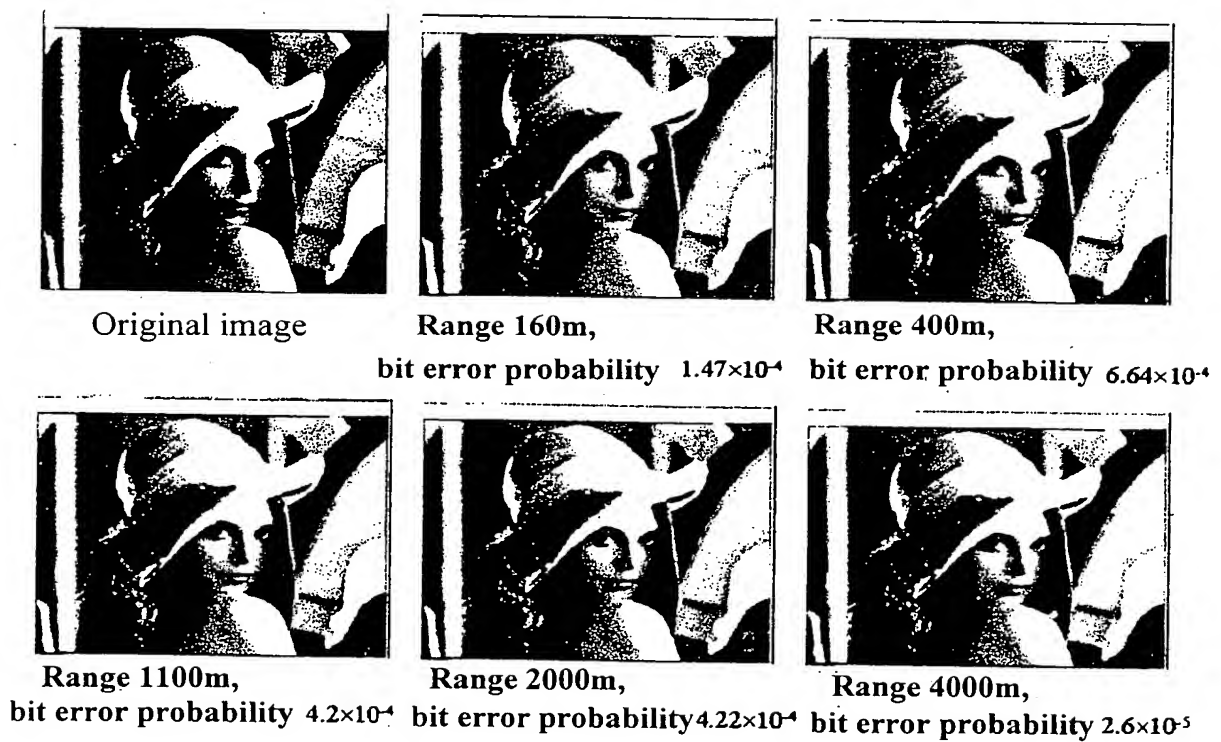 Original image
Range 160m,
bit error probability 1.47×10⁻⁴
Range 400m,
bit error probability 6.64×10⁻⁴
Range 1100m,
bit error probability 4.2×10⁻⁴
Range 2000m,
bit error probability 4.22×10⁻⁴
Range 4000m,
bit error probability 2.6×10⁻⁵